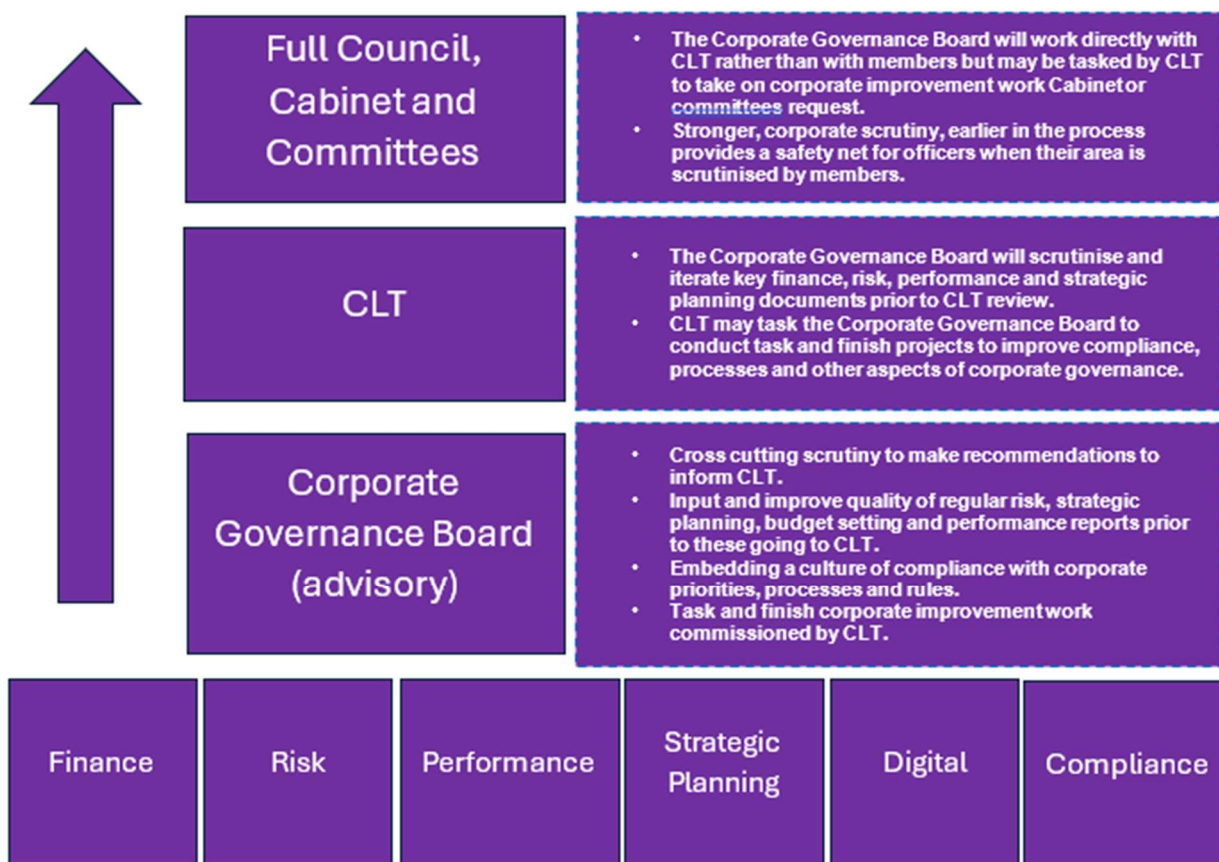 Full Council,
Cabinet and
Committees
• The Corporate Governance Board will work directly with
CLT rather than with members but may be tasked by CLT
to take on corporate improvement work Cabinet or
committees request.
• Stronger, corporate scrutiny, earlier in the process
provides a safety net for officers when their area is
scrutinised by members.
CLT
• The Corporate Governance Board will scrutinise and
iterate key finance, risk, performance and strategic
planning documents prior to CLT review.
• CLT may task the Corporate Governance Board to
conduct task and finish projects to improve compliance,
processes and other aspects of corporate governance.
Corporate
Governance Board
(advisory)
• Cross cutting scrutiny to make recommendations to
inform CLT.
• Input and improve quality of regular risk, strategic
planning, budget setting and performance reports prior
to these going to CLT.
• Embedding a culture of compliance with corporate
priorities, processes and rules.
• Task and finish corporate improvement work
commissioned by CLT.
Finance
Risk
Performance
Strategic
Planning
Digital
Compliance